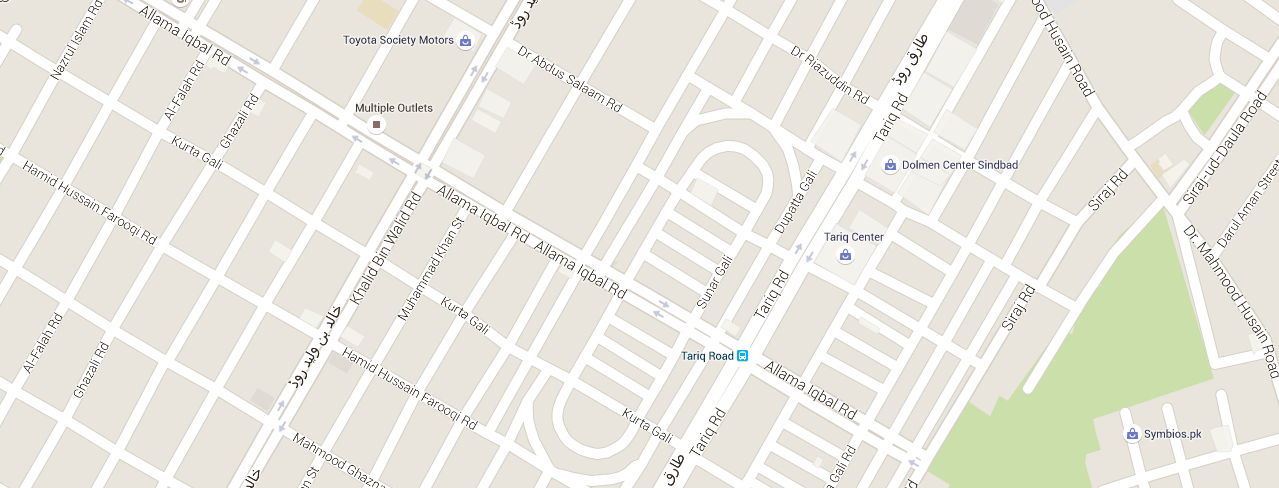 Allama Iqbal Rd
Nazrul Islam Rd
Toyota Society Motors
Dr Abdus Salaam Rd
Dr Riazuddin Rd
طارق روڈ
Tariq Rd
Siraj-ud-Daula Road
Al-Falah Rd
Ghazali Rd
Multiple Outlets
Kurta Gali
Dolmen Center Sindbad
Hamid Hussain Farooqi Rd
Allama Iqbal Rd
Khalid Bin Walid Rd
Muhammad Khan St
Dupatta Gali
Siraj Rd
Darul Aman Street
Tariq Center
Allama Iqbal Rd
Sunar Gali
Tariq Rd
Dr. Mahmood Husain Road
خالد بن ولید روڈ
Kurta Gali
Siraj Rd
Al-Falah Rd
Ghazali Rd
Hamid Hussain Farooqi Rd
Tariq Road
Allama Iqbal Rd
Kurta Gali
Tariq Rd
Symbios.pk
طارق